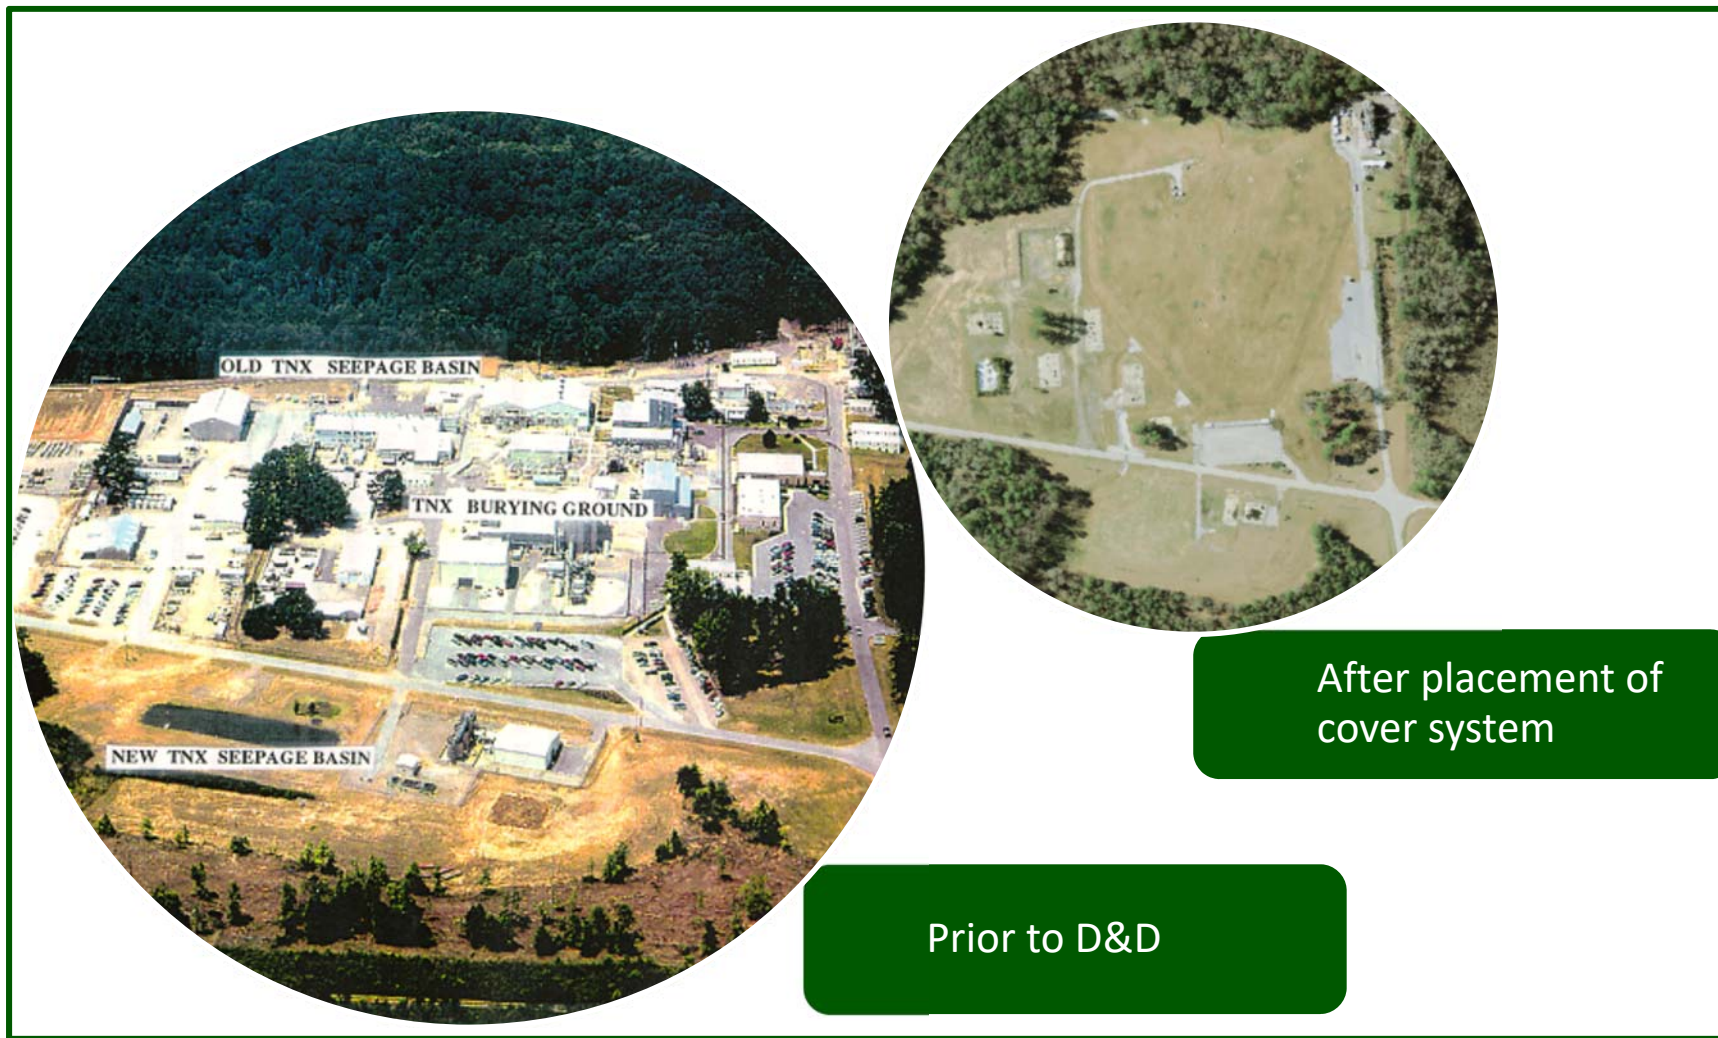 OLD TNX SEEPAGE BASIN
TNX BURYING GROUND
NEW TNX SEEPAGE BASIN
After placement of
cover system
Prior to D&D